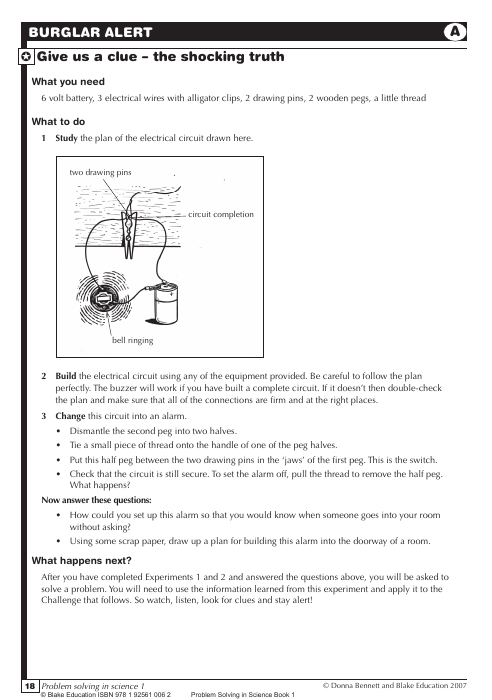 BURGLAR ALERT
A
Give us a clue – the shocking truth
What you need
6 volt battery, 3 electrical wires with alligator clips, 2 drawing pins, 2 wooden pegs, a little thread
What to do
1 Study the plan of the electrical circuit drawn here.
two drawing pins
circuit completion
+
bell ringing
2 Build the electrical circuit using any of the equipment provided. Be careful to follow the plan
perfectly. The buzzer will work if you have built a complete circuit. If it doesn't then double-check
the plan and make sure that all of the connections are firm and at the right places.
3 Change this circuit into an alarm.
• Dismantle the second peg into two halves.
• Tie a small piece of thread onto the handle of one of the peg halves.
• Put this half peg between the two drawing pins in the 'jaws' of the first peg. This is the switch.
• Check that the circuit is still secure. To set the alarm off, pull the thread to remove the half peg.
What happens?
Now answer these questions:
• How could you set up this alarm so that you would know when someone goes into your room
without asking?
• Using some scrap paper, draw up a plan for building this alarm into the doorway of a room.
What happens next?
After you have completed Experiments 1 and 2 and answered the questions above, you will be asked to
solve a problem. You will need to use the information learned from this experiment and apply it to the
Challenge that follows. So watch, listen, look for clues and stay alert!
18 Problem solving in science 1
© Donna Bennett and Blake Education 2007
© Blake Education ISBN 978 1 92561 006 2 Problem Solving in Science Book 1